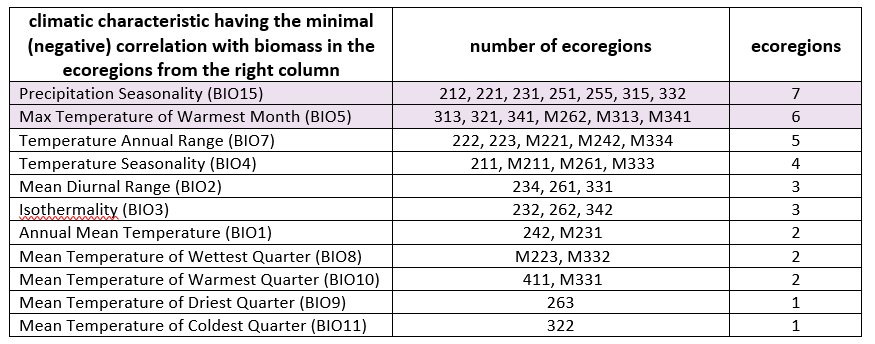 climatic characteristic having the minimal
(negative) correlation with biomass in the
ecoregions from the right column
number of ecoregions
ecoregions
Precipitation Seasonality (BIO15) 212, 221, 231, 251, 255, 315, 332 7
Max Temperature of Warmest Month (BIO5) 313, 321, 341, M262, M313, M341 6
Temperature Annual Range (BIO7) 222, 223, M221, M242, M334 5
Temperature Seasonality (BIO4) 211, M211, M261, M333 4
Mean Diurnal Range (BIO2) 234, 261, 331 3
Isothermality (BIO3) 232, 262, 342 3
Annual Mean Temperature (BIO1) 242, M231 2
Mean Temperature of Wettest Quarter (BIO8) M223, M332 2
Mean Temperature of Warmest Quarter (BIO10) 411, M331 2
Mean Temperature of Driest Quarter (BIO9) 263 1
Mean Temperature of Coldest Quarter (BIO11) 322 1